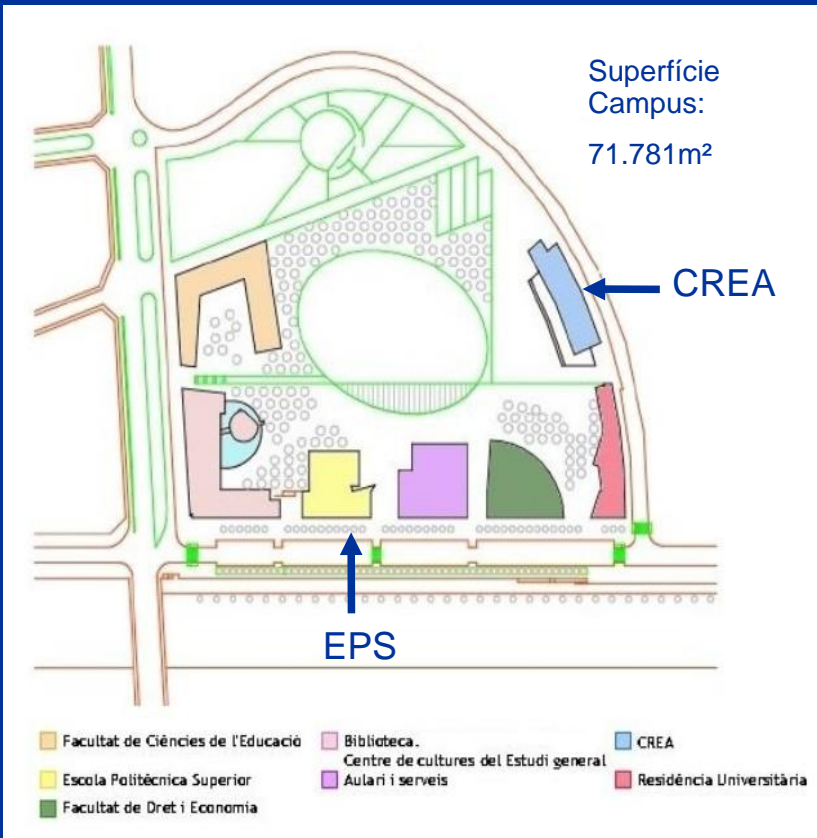 Superfície
Campus:
71.781m²
CREA
EPS
Facultat de Ciències de l'Educació
Biblioteca.
Centre de cultures del Estudi general
CREA
Escola Politècnica Superior
Aulari i serveis
Residència Universitària
Facultat de Dret i Economia